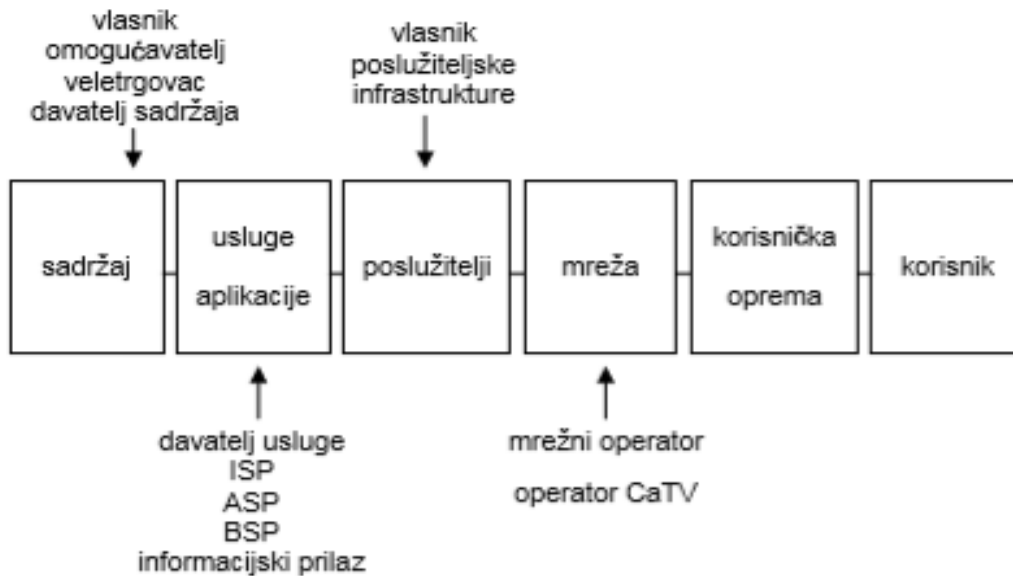 vlasnik
omogućavatelj
veletrgovac
davatelj sadržaja
vlasnik
poslužiteljske
infrastrukture
sadržaj
usluge
aplikacije
poslužitelji
mreža
korisnička
oprema
korisnik
davatelj usluge
ISP
ASP
BSP
informacijski prilaz
mrežni operator
operator CaTV